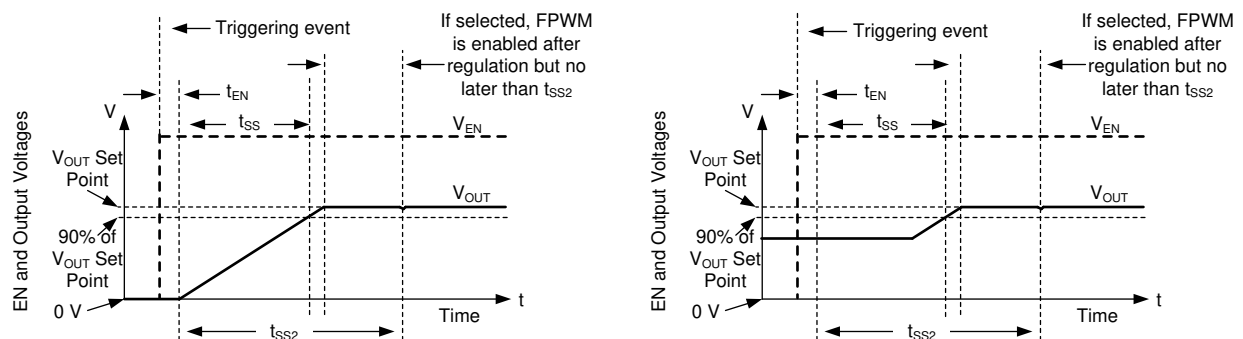 Triggering event
If selected, FPWM
is enabled after
regulation but no
later than tSS2
tEN
V
tSS
VEN
VOUT Set
Point
VOUT
90% of
VOUT Set
Point
0 V
t
Time
tSS2
EN and Output Voltages
Triggering event
If selected, FPWM
is enabled after
regulation but no
later than tSS2
tEN
V
tSS
VEN
VOUT Set
Point
VOUT
90% of
VOUT Set
Point
0 V
t
Time
tSS2
EN and Output Voltages